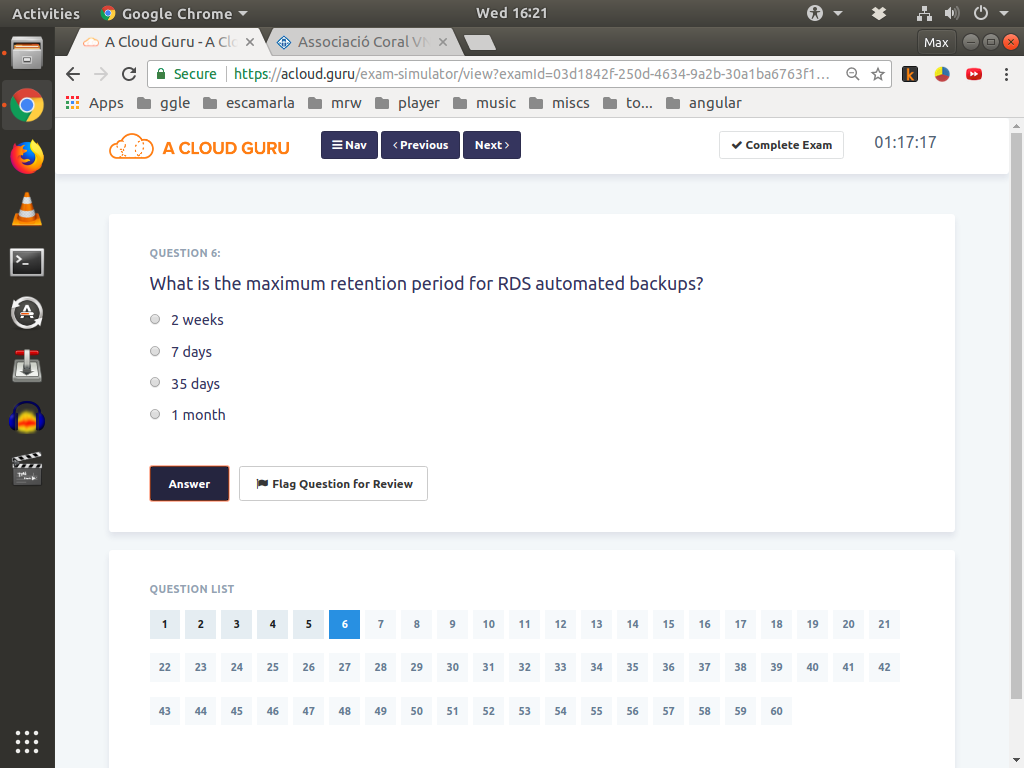 Activities Google Chrome Wed 16:21
A Cloud Guru - A Clo Associació Coral VM Max
Secure https://acloud.guru/exam-simulator/view?examId=03d1842f-250d-4634-9a2b-30a1ba6763f1...
Apps ggle escamarla mrw player music miscs to... angular
A CLOUD GURU Nav Previous Next Complete Exam 01:17:17
QUESTION 6:
What is the maximum retention period for RDS automated backups?
2 weeks
7 days
35 days
1 month
Answer Flag Question for Review
QUESTION LIST
1 2 3 4 5 6 7 8 9 10 11 12 13 14 15 16 17 18 19 20 21
22 23 24 25 26 27 28 29 30 31 32 33 34 35 36 37 38 39 40 41 42
43 44 45 46 47 48 49 50 51 52 53 54 55 56 57 58 59 60